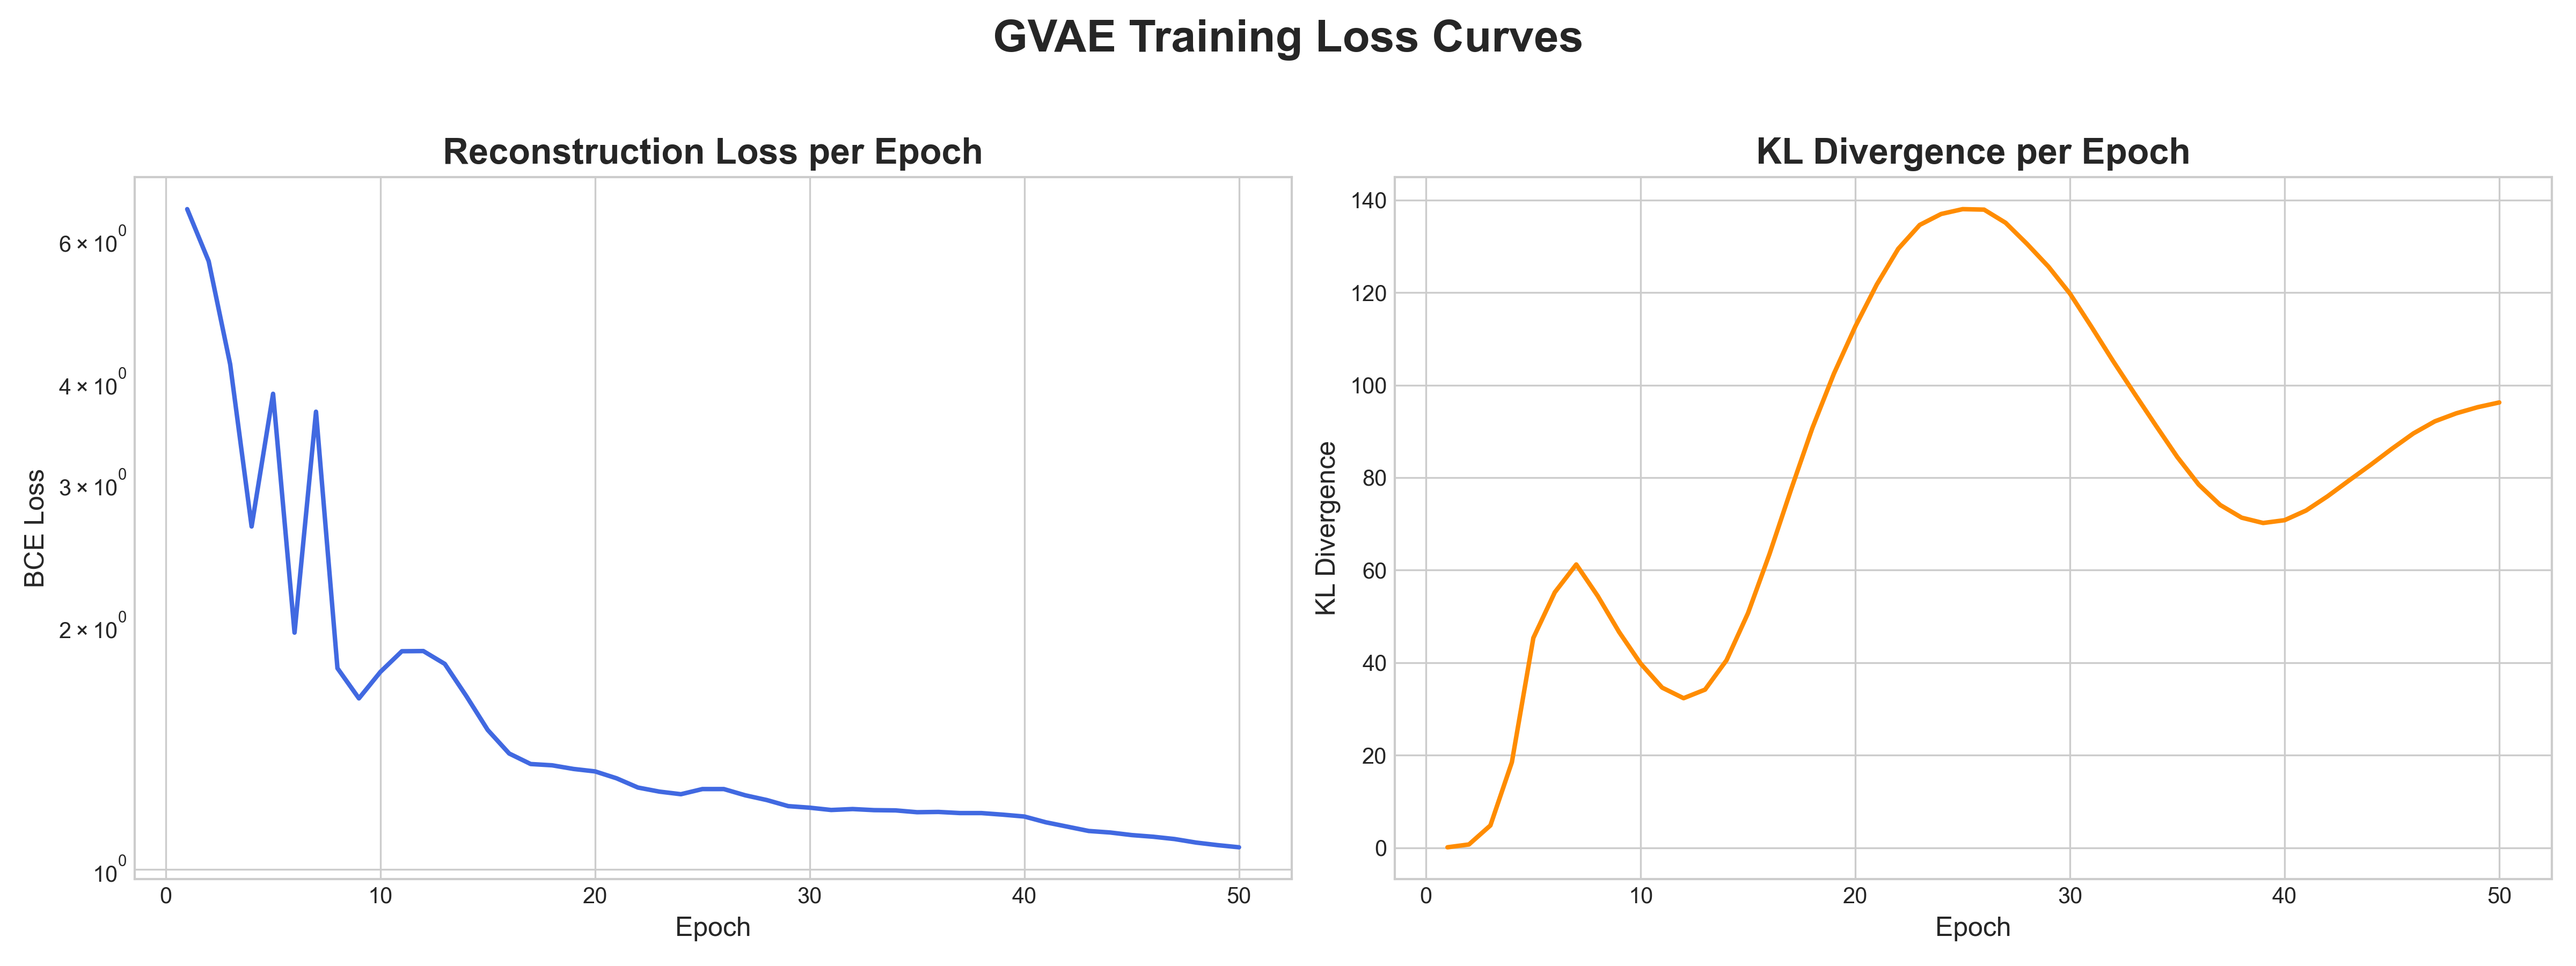 GVAE Training Loss Curves
Reconstruction Loss per Epoch
6 × 10⁰
4 × 10⁰
3 × 10⁰
2 × 10⁰
10⁰
BCE Loss
0 10 20 30 40 50
Epoch
KL Divergence per Epoch
140
120
100
80
60
40
20
0
KL Divergence
0 10 20 30 40 50
Epoch